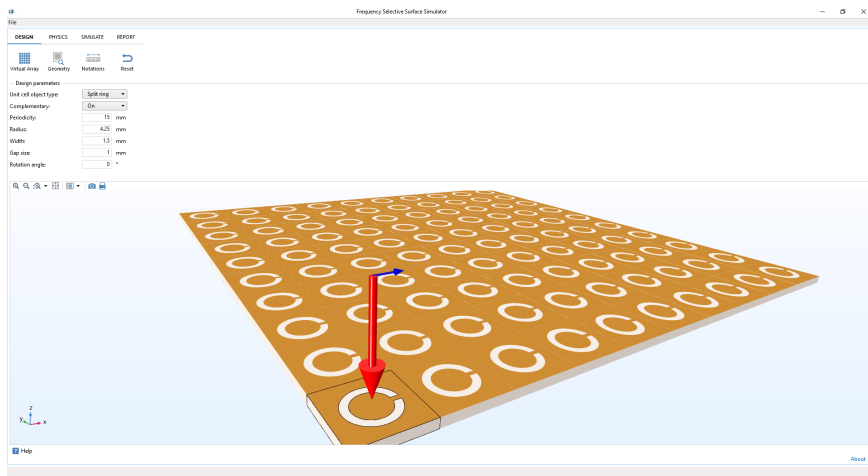 Frequency Selective Surface Simulator
File
DESIGN PHYSICS SIMULATE REPORT
Virtual Array Geometry Notations Reset
Design parameters
Unit cell object type: Split ring
Complementary: On
Periodicity: 15 mm
Radius: 4.25 mm
Width: 1.5 mm
Gap size: 1 mm
Rotation angle: 0 °
z
y x
Help
About